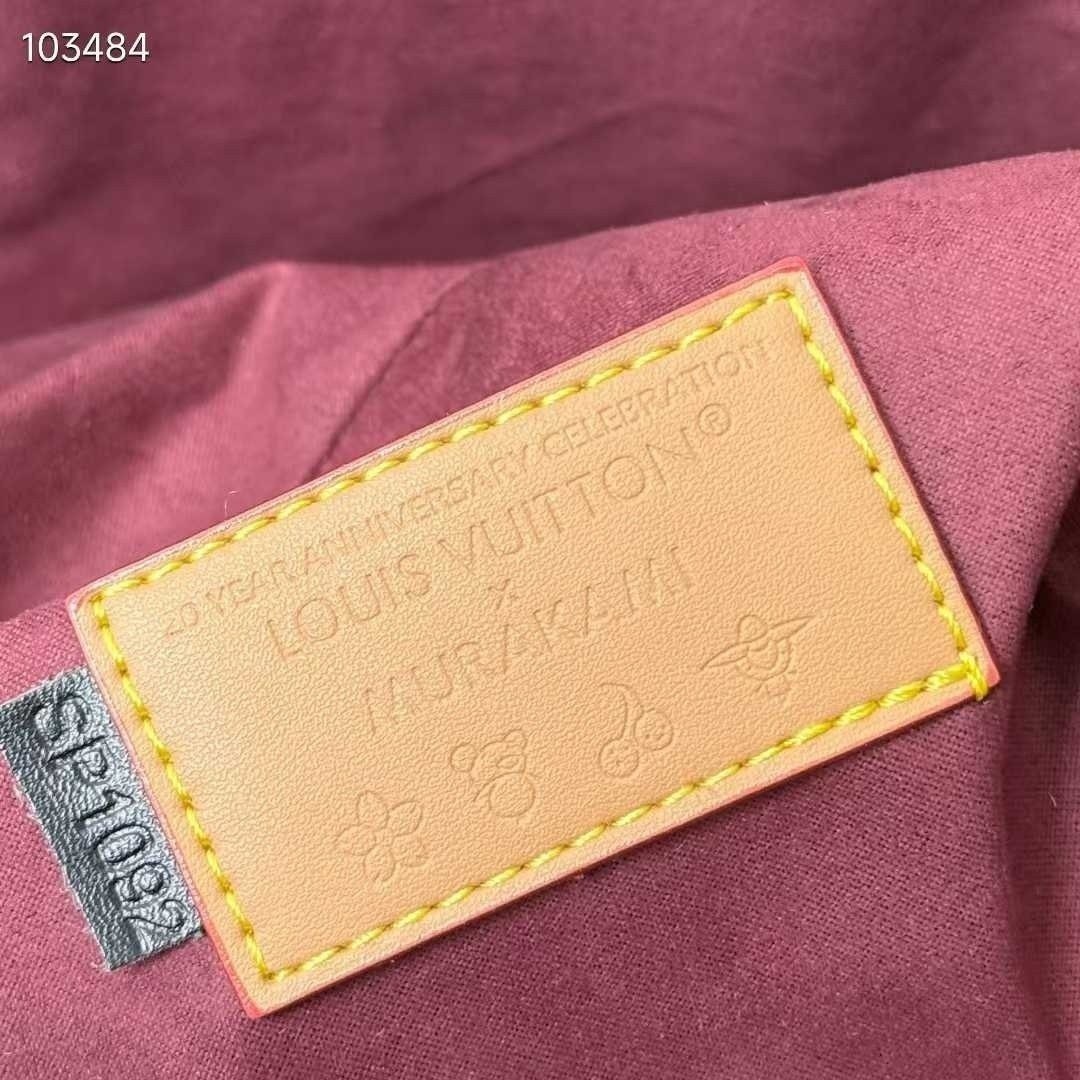 103484
20 YEAR ANNIVERSARY CELEBRATION
LOUIS VUITTON®
X
MURAKAMI
SP1092